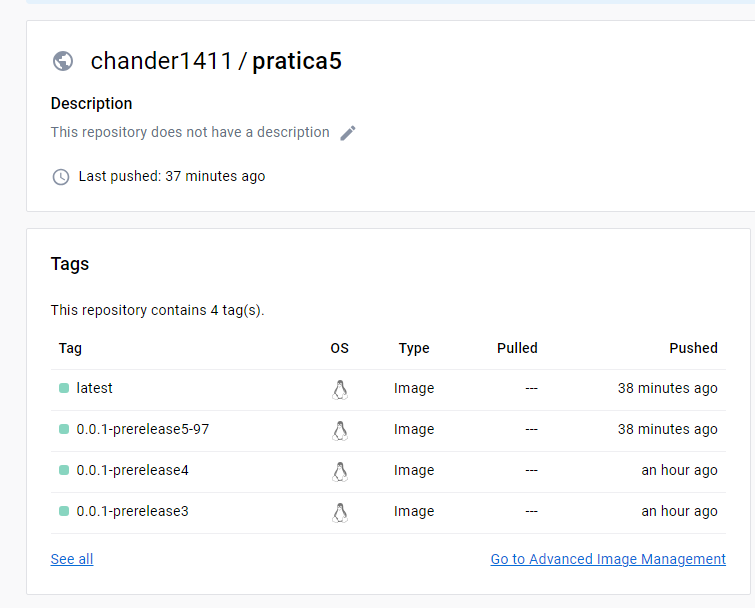 chander1411 / pratica5
Description
This repository does not have a description
Last pushed: 37 minutes ago
Tags
This repository contains 4 tag(s).
Tag OS Type Pulled Pushed
latest Image --- 38 minutes ago
0.0.1-prerelease5-97 Image --- 38 minutes ago
0.0.1-prerelease4 Image --- an hour ago
0.0.1-prerelease3 Image --- an hour ago
See all Go to Advanced Image Management